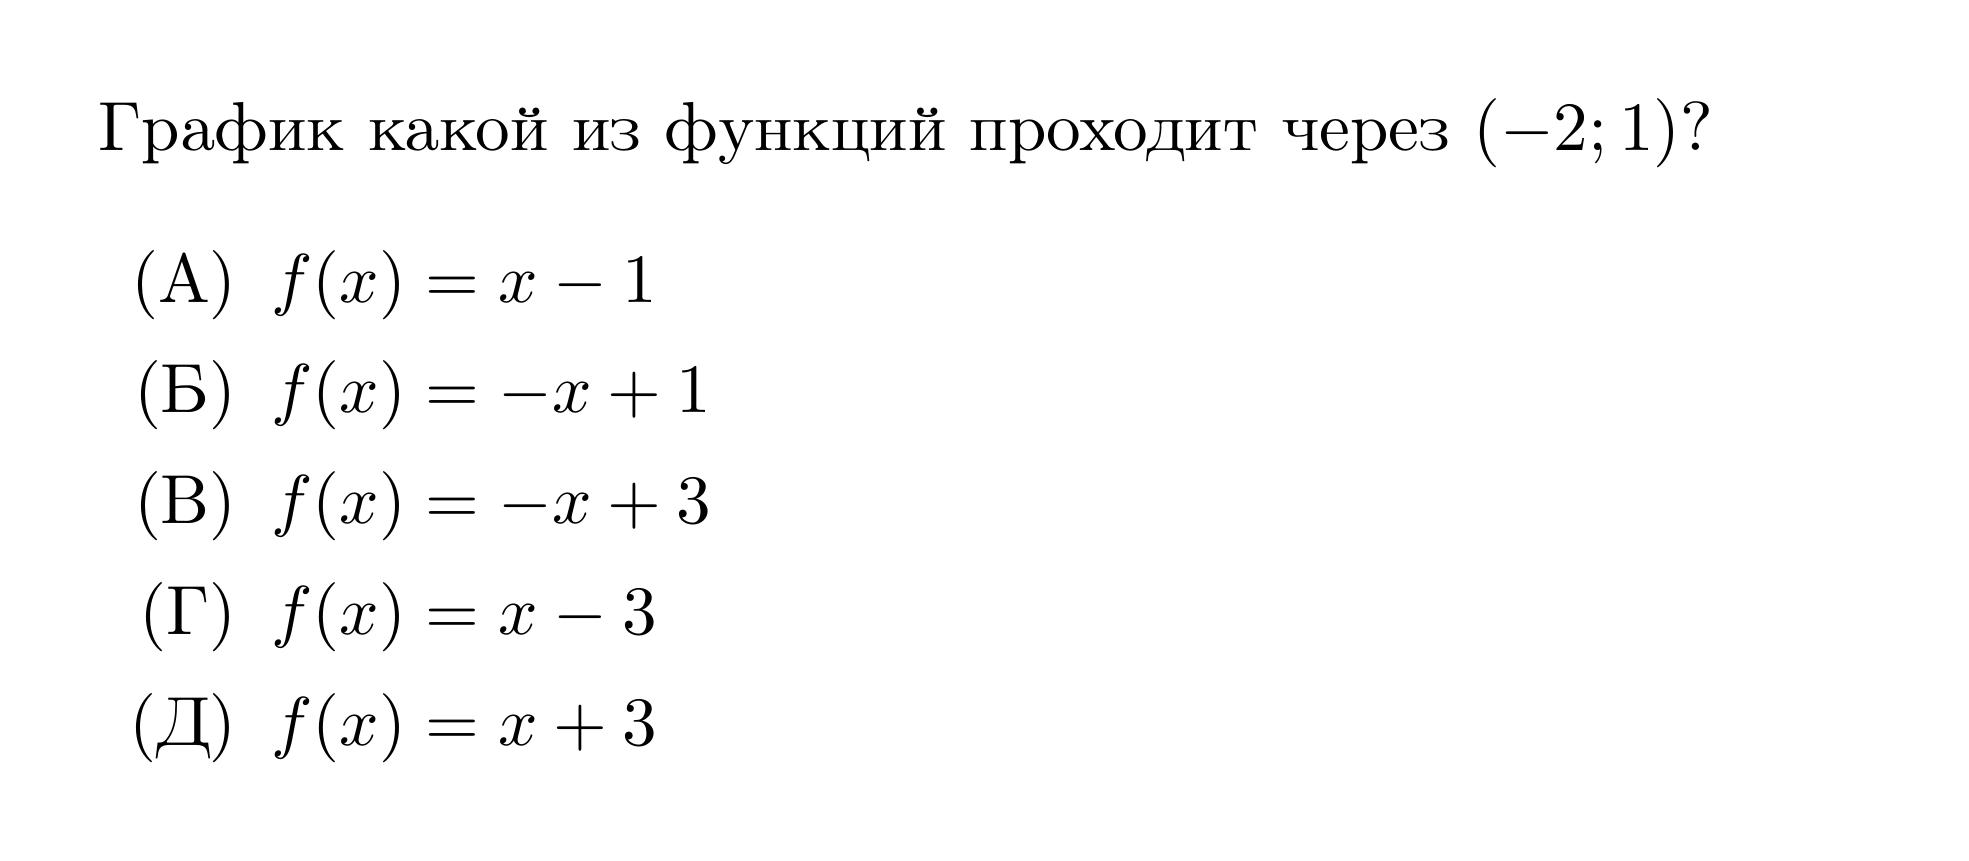 График какой из функций проходит через (−2; 1)?
(А) f(x) = x − 1
(Б) f(x) = −x + 1
(В) f(x) = −x + 3
(Г) f(x) = x − 3
(Д) f(x) = x + 3